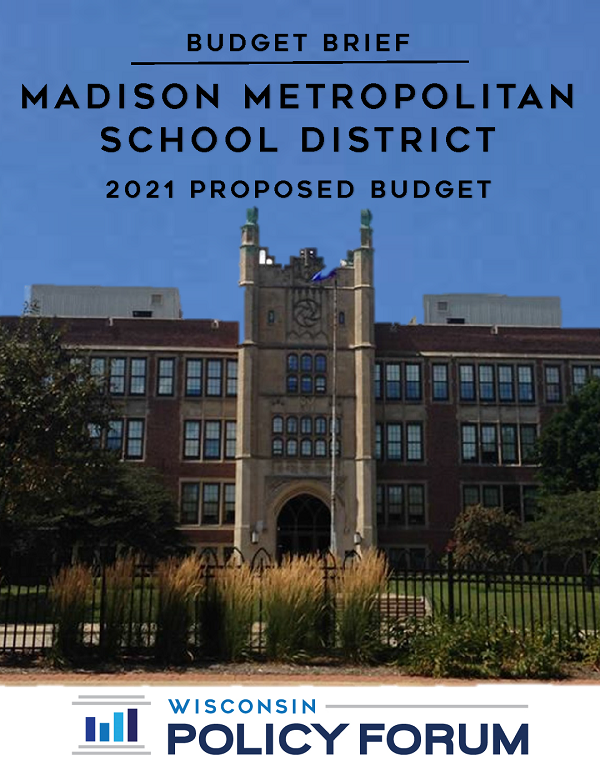 BUDGET BRIEF
MADISON METROPOLITAN
SCHOOL DISTRICT
2021 PROPOSED BUDGET
WISCONSIN
POLICY FORUM